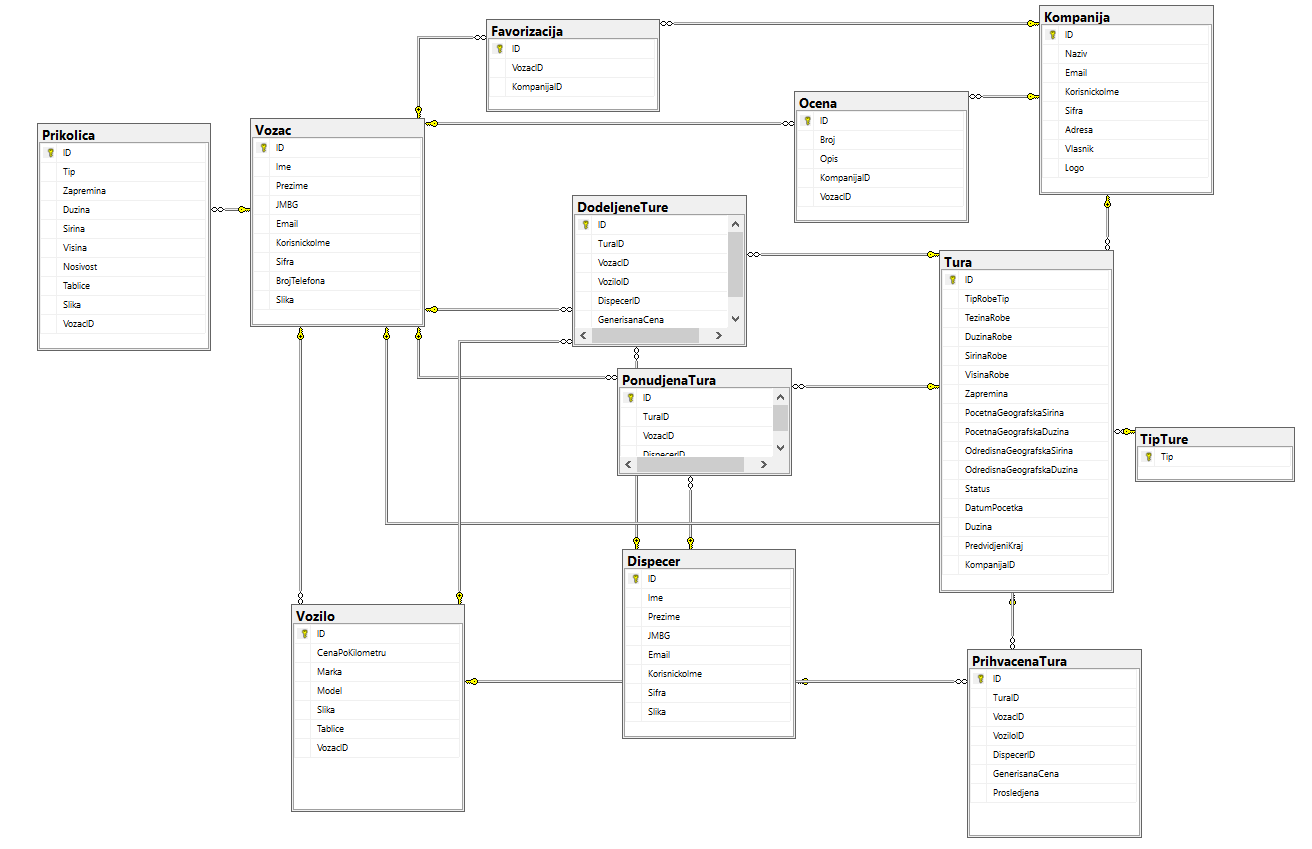 Favorizacija
ID
VozacID
KompanijaID
Kompanija
ID
Naziv
Email
KorisnickoIme
Sifra
Adresa
Vlasnik
Logo
Ocena
ID
Broj
Opis
KompanijaID
VozacID
Prikolica
ID
Tip
Zapremina
Duzina
Sirina
Visina
Nosivost
Tablice
Slika
VozacID
Vozac
ID
Ime
Prezime
JMBG
Email
KorisnickoIme
Sifra
BrojTelefona
Slika
DodeljeneTure
ID
TuraID
VozacID
VoziloID
DispecerID
GenerisanaCena
Tura
ID
TipRobeTip
TezinaRobe
DuzinaRobe
SirinaRobe
VisinaRobe
Zapremina
PocetnaGeografskaSirina
PocetnaGeografskaDuzina
OdredisnaGeografskaSirina
OdredisnaGeografskaDuzina
Status
DatumPocetka
Duzina
PredvidjeniKraj
KompanijaID
PonudjenaTura
ID
TuraID
VozacID
DispecerID
TipTure
Tip
Dispecer
ID
Ime
Prezime
JMBG
Email
KorisnickoIme
Sifra
Slika
Vozilo
ID
CenaPoKilometru
Marka
Model
Slika
Tablice
VozacID
PrihvacenaTura
ID
TuraID
VozacID
VoziloID
DispecerID
GenerisanaCena
Prosledjena